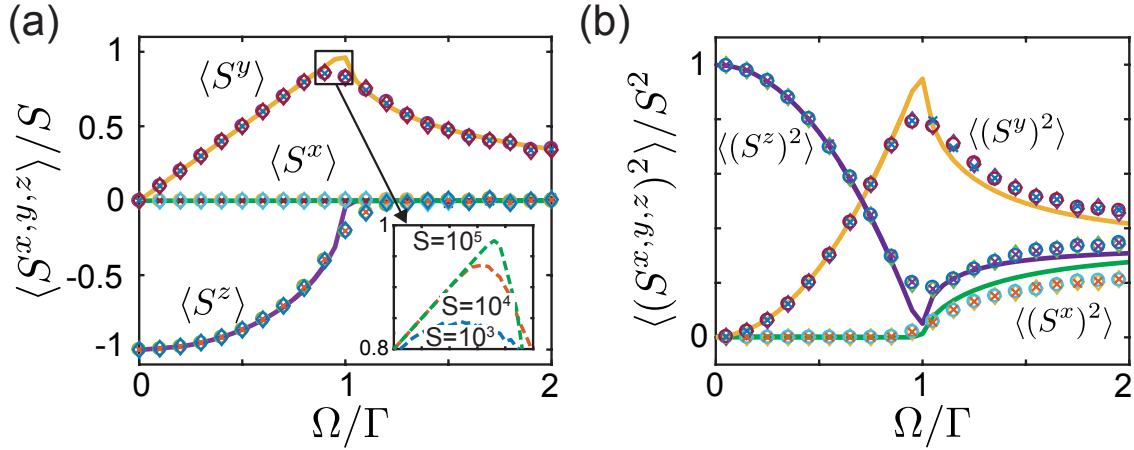 (a)
⟨S^{x,y,z}⟩/S
1
0.5
0
-0.5
-1
⟨S^y⟩
⟨S^x⟩
⟨S^z⟩
1
S=10^5
S=10^4
S=10^3
0.8
0
1
2
Ω/Γ
(b)
⟨(S^{x,y,z})^2⟩/S^2
1
0
⟨(S^z)^2⟩
⟨(S^y)^2⟩
⟨(S^x)^2⟩
0
1
2
Ω/Γ